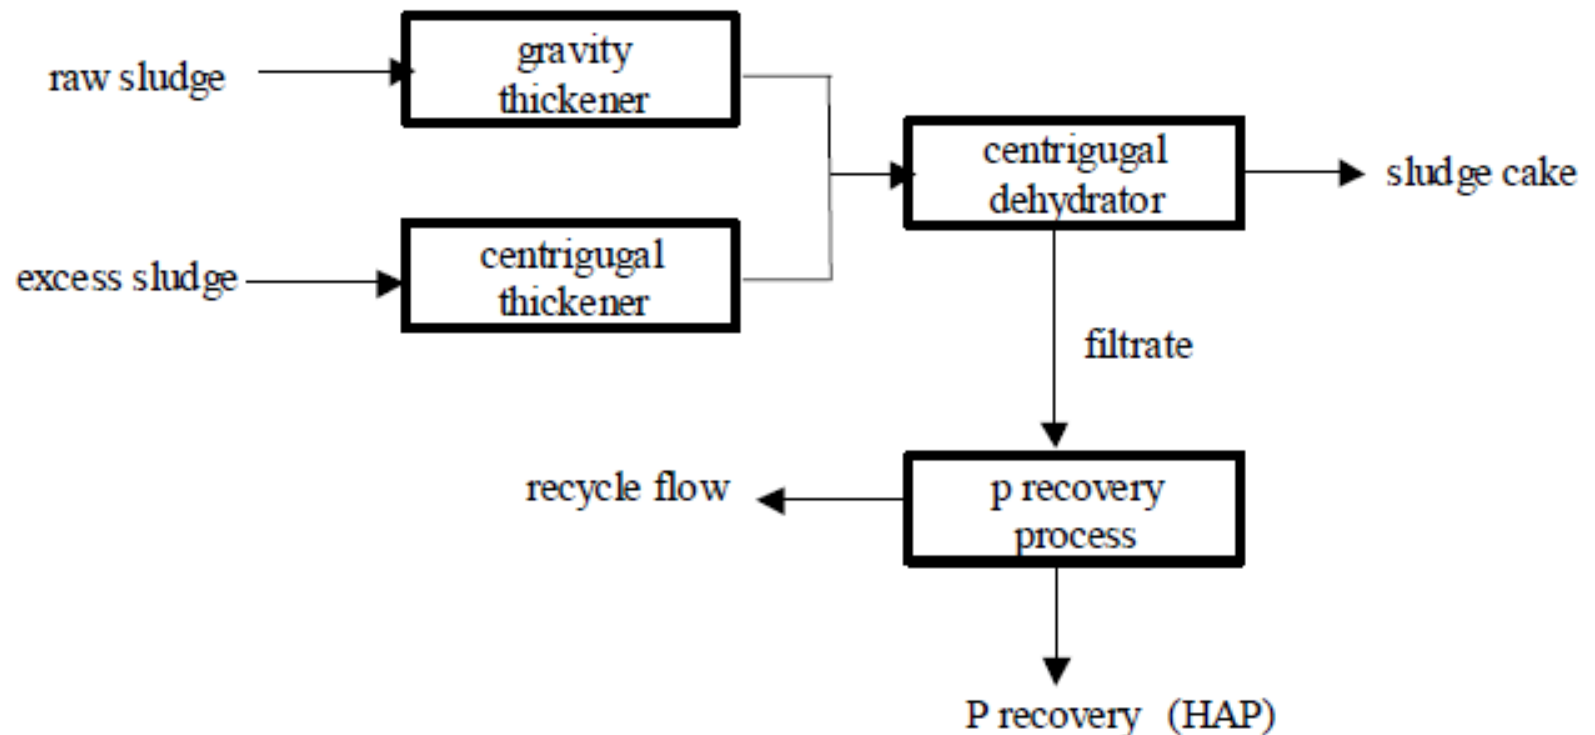 gravity
thickener
raw sludge
centrigugal
dehydrator
sludge cake
centrigugal
thickener
excess sludge
filtrate
recycle flow
p recovery
process
P recovery (HAP)